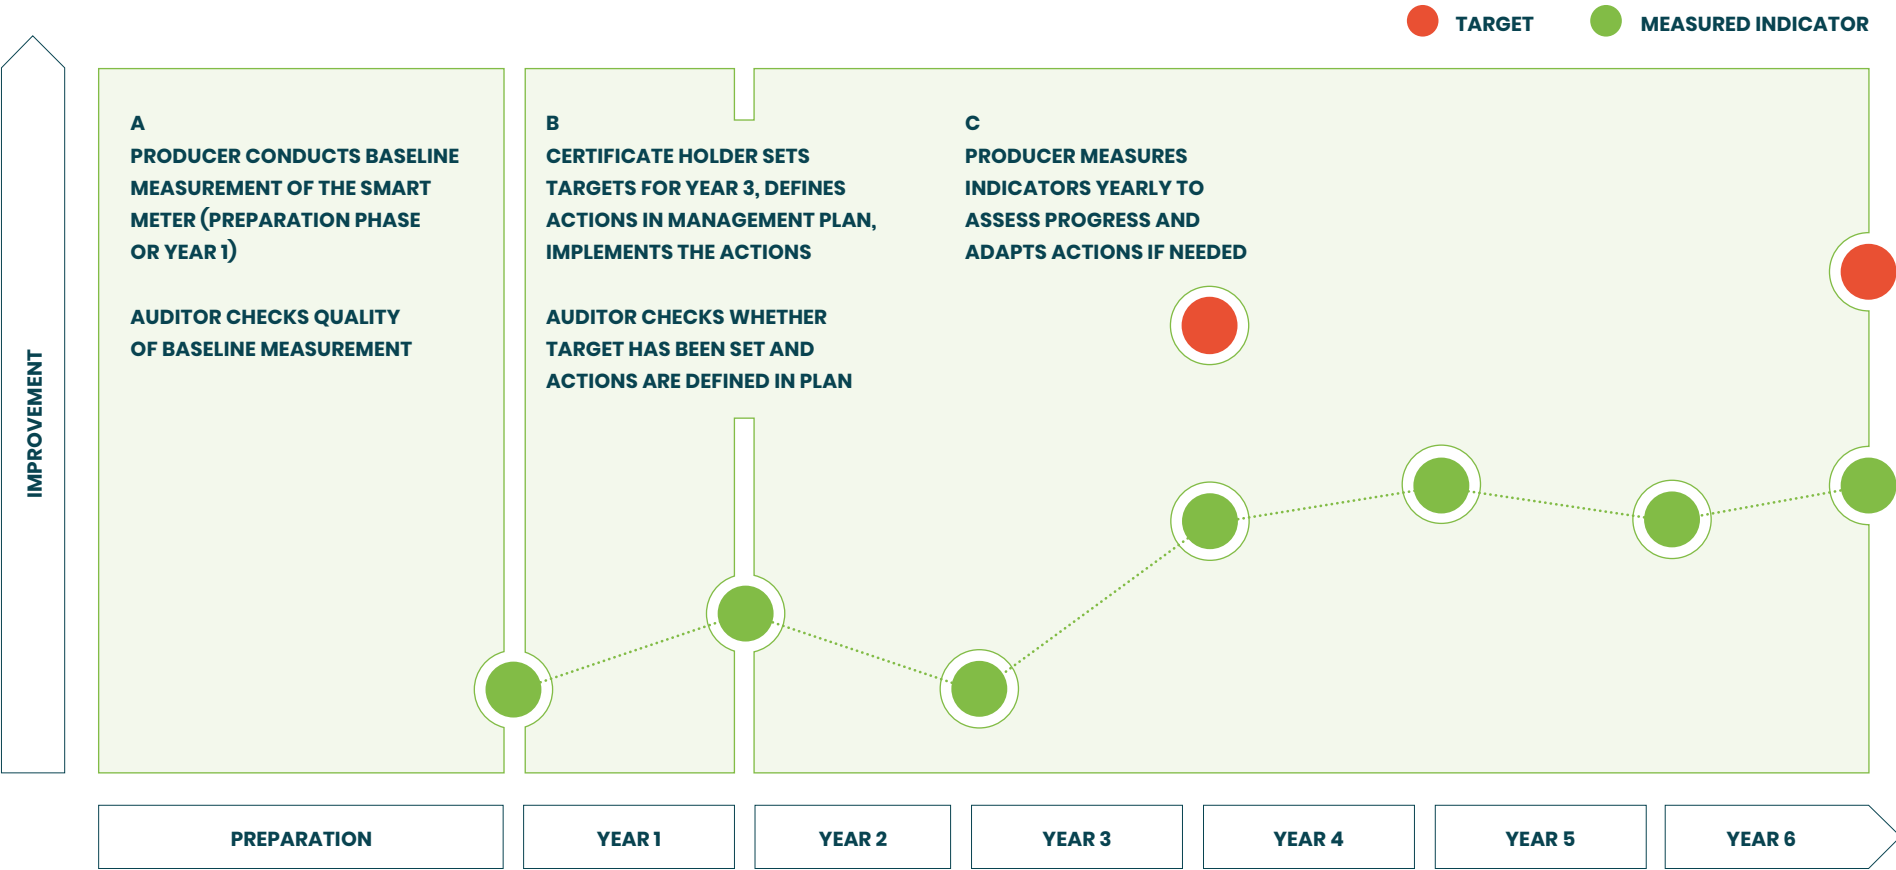 TARGET
MEASURED INDICATOR
IMPROVEMENT
A
PRODUCER CONDUCTS BASELINE
MEASUREMENT OF THE SMART
METER (PREPARATION PHASE
OR YEAR 1)
AUDITOR CHECKS QUALITY
OF BASELINE MEASUREMENT
B
CERTIFICATE HOLDER SETS
TARGETS FOR YEAR 3, DEFINES
ACTIONS IN MANAGEMENT PLAN,
IMPLEMENTS THE ACTIONS
AUDITOR CHECKS WHETHER
TARGET HAS BEEN SET AND
ACTIONS ARE DEFINED IN PLAN
C
PRODUCER MEASURES
INDICATORS YEARLY TO
ASSESS PROGRESS AND
ADAPTS ACTIONS IF NEEDED
PREPARATION
YEAR 1
YEAR 2
YEAR 3
YEAR 4
YEAR 5
YEAR 6